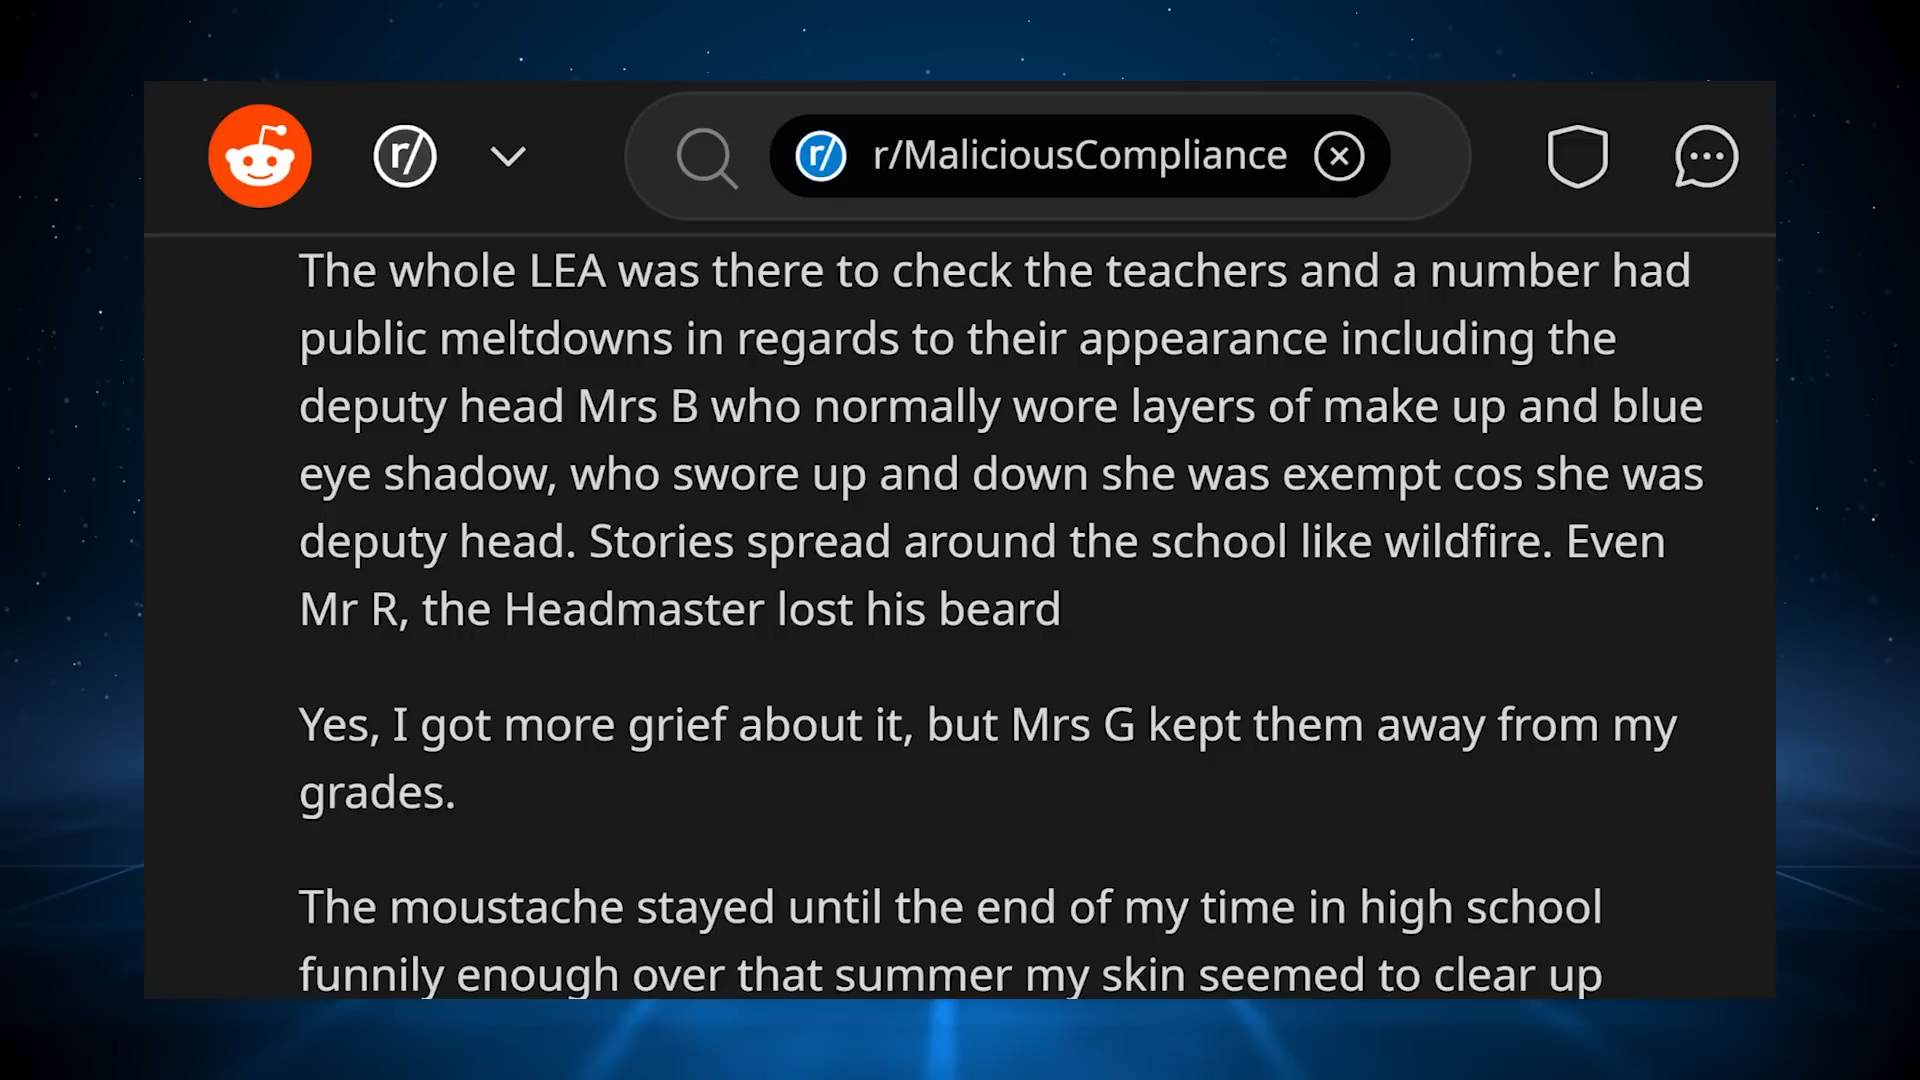 r/
r/ r/MaliciousCompliance
The whole LEA was there to check the teachers and a number had
public meltdowns in regards to their appearance including the
deputy head Mrs B who normally wore layers of make up and blue
eye shadow, who swore up and down she was exempt cos she was
deputy head. Stories spread around the school like wildfire. Even
Mr R, the Headmaster lost his beard
Yes, I got more grief about it, but Mrs G kept them away from my
grades.
The moustache stayed until the end of my time in high school
funnily enough over that summer my skin seemed to clear up